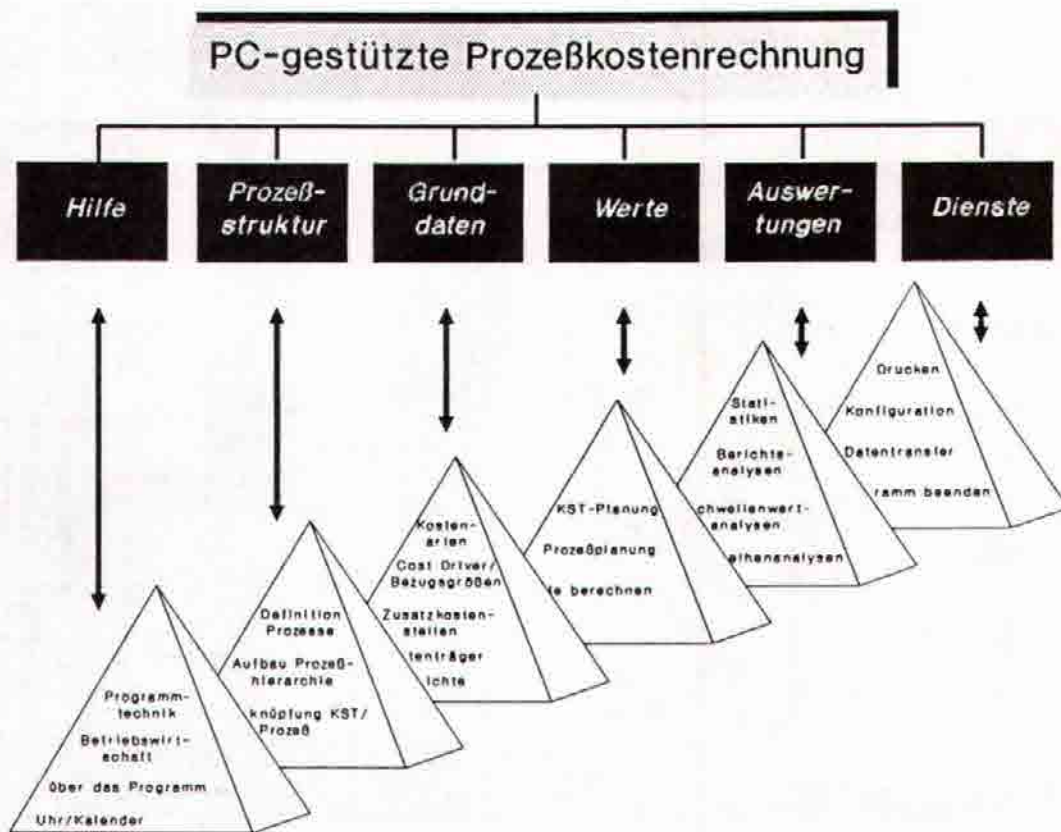 PC-gestützte Prozeßkostenrechnung
Hilfe
Prozeß-
struktur
Grund-
daten
Werte
Auswer-
tungen
Dienste
Programm-
technik
Betriebswirt-
schaft
über das Programm
Uhr/Kalender
Definition
Prozesse
Aufbau Prozeß-
hierarchie
knüpfung KST/
Prozeß
Kosten-
arten
Cost Driver/
Bezugsgrößen
Zusatzkosten-
stellen
tenträger
ichte
KST-Planung
Prozeßplanung
te berechnen
Stati-
stiken
Berichts-
analysen
chwellenwert-
analysen
eihenanalysen
Drucken
Konfiguration
Datentransfer
ramm beenden